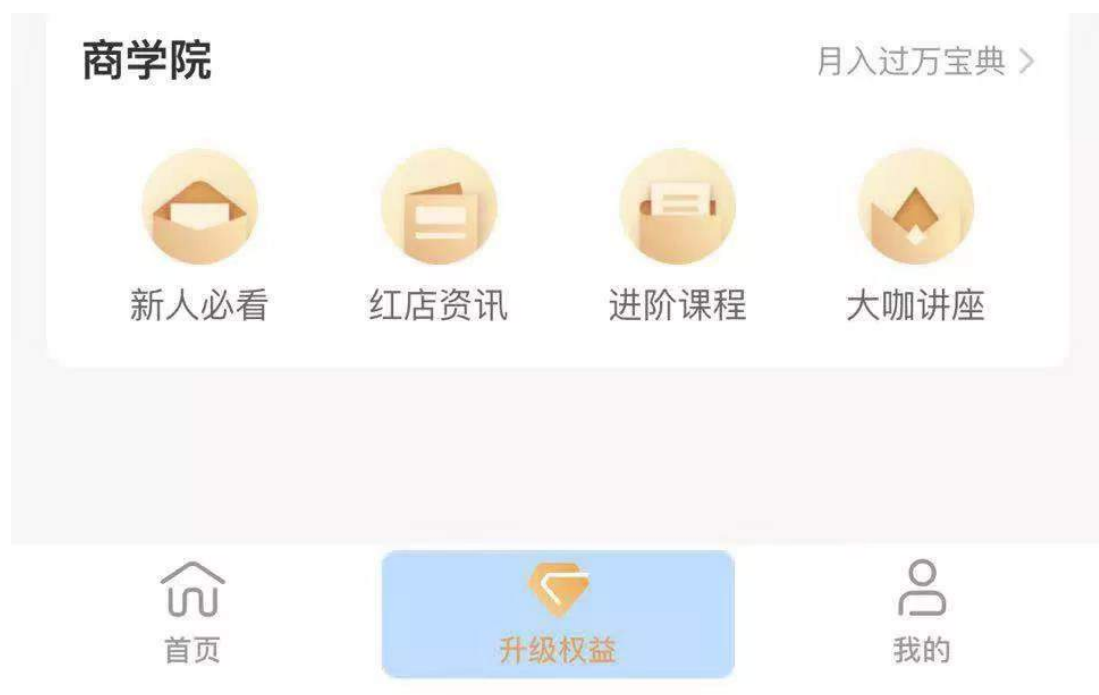 商学院 月入过万宝典 >
新人必看 红店资讯 进阶课程 大咖讲座
首页 升级权益 我的